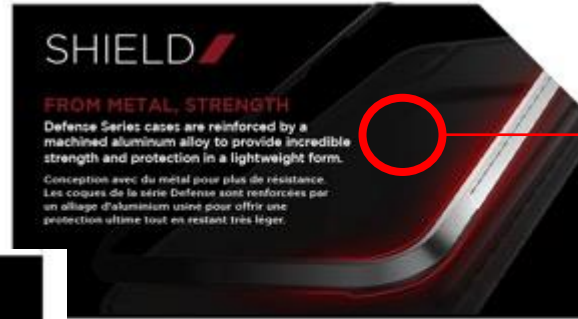 SHIELD
FROM METAL, STRENGTH
Defense Series cases are reinforced by a
machined aluminum alloy to provide incredible
strength and protection in a lightweight form.
Conception avec du métal pour plus de résistance.
Les coques de la série Defense sont renforcées par
un alliage d'aluminium usiné pour offrir une
protection ultime tout en restant très léger.